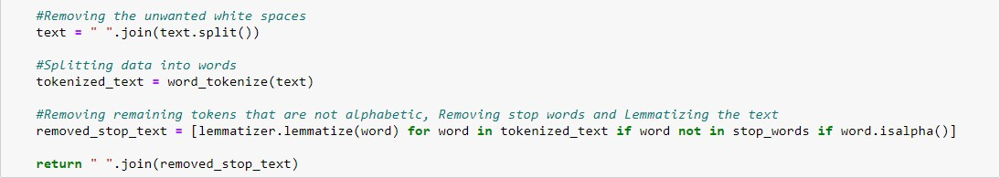 #Removing the unwanted white spaces
text = " ".join(text.split())
#Splitting data into words
tokenized_text = word_tokenize(text)
#Removing remaining tokens that are not alphabetic, Removing stop words and Lemmatizing the text
removed_stop_text = [lemmatizer.lemmatize(word) for word in tokenized_text if word not in stop_words if word.isalpha()]
return " ".join(removed_stop_text)